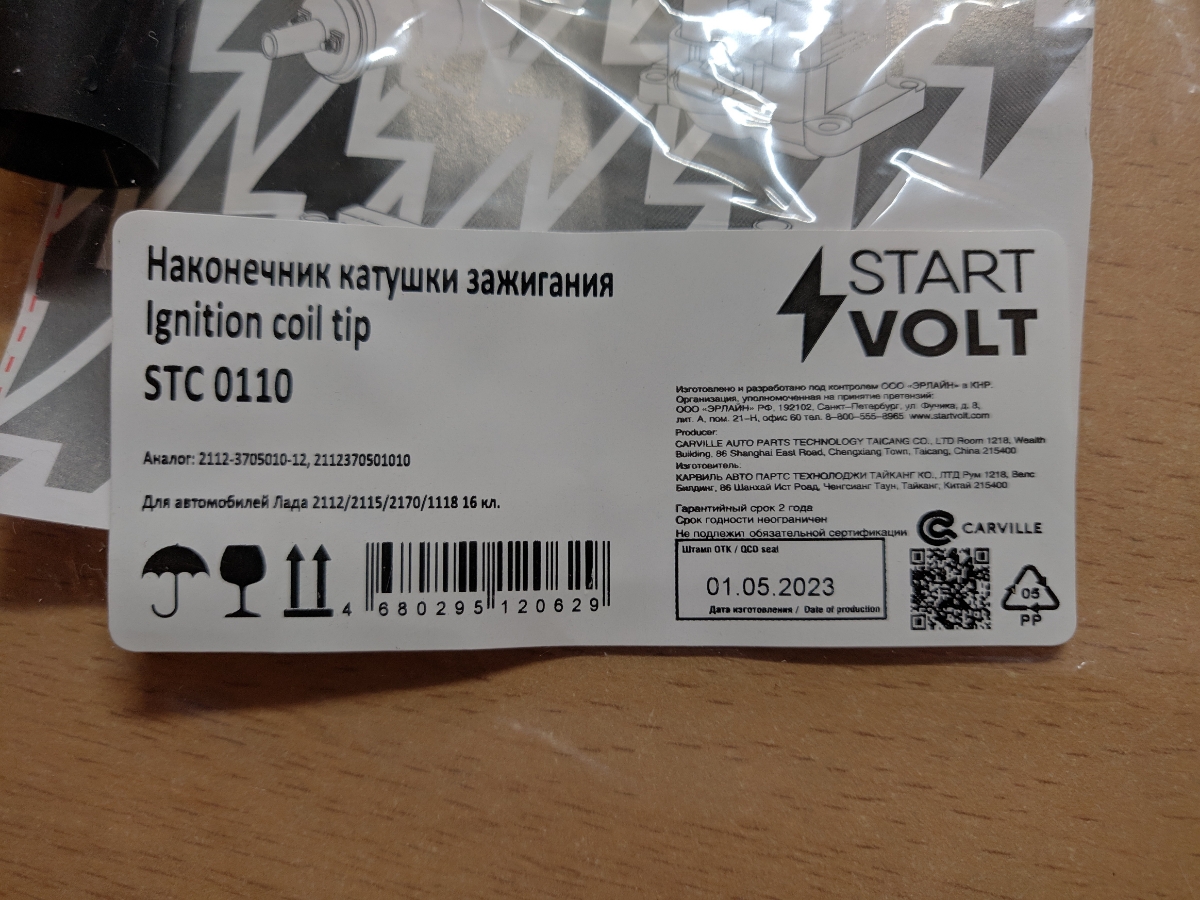 Наконечник катушки зажигания
Ignition coil tip
STC 0110
START
VOLT
Аналог: 2112-3705010-12, 2112370501010
Для автомобилей Лада 2112/2115/2170/1118 16 кл.
4 680295 120629
Изготовлено и разработано под контролем ООО «ЭРЛАЙН» в КНР.
Организация, уполномоченная на принятие претензий:
ООО «ЭРЛАЙН» РФ, 192102, Санкт-Петербург, ул. Фучика, д. 8,
лит. А, пом. 21-Н, офис 60 тел. 8-800-555-8965 www.startvolt.com
Producer:
CARVILLE AUTO PARTS TECHNOLOGY TAICANG CO., LTD Room 1218, Wealth
Building, 86 Shanghai East Road, Chengxiang Town, Taicang, China 215400
Изготовитель:
КАРВИЛЬ АВТО ПАРТС ТЕХНОЛОДЖИ ТАЙКАНГ КО., ЛТД Рум 1218, Велс
Билдинг, 86 Шанхай Ист Роад, Ченгсианг Таун, Тайканг, Китай 215400
Гарантийный срок 2 года
Срок годности неограничен
Не подлежит обязательной сертификации
CARVILLE
Штамп ОТК / QCD seal
01.05.2023
Дата изготовления / Date of production
05
PP